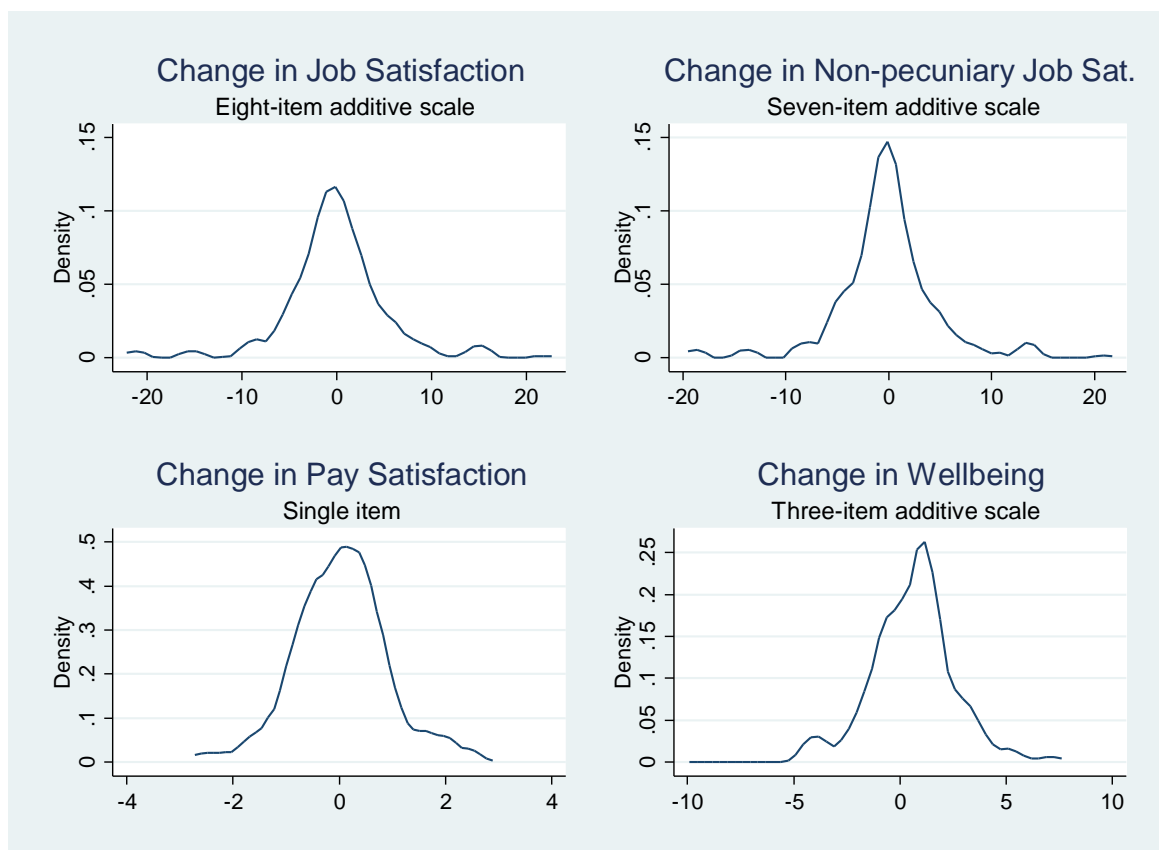 Change in Job Satisfaction
Eight-item additive scale
Density
0 .05 .1 .15
-20 -10 0 10 20
Change in Non-pecuniary Job Sat.
Seven-item additive scale
Density
0 .05 .1 .15
-20 -10 0 10 20
Change in Pay Satisfaction
Single item
Density
0 .1 .2 .3 .4 .5
-4 -2 0 2 4
Change in Wellbeing
Three-item additive scale
Density
0 .05 .1 .15 .2 .25
-10 -5 0 5 10